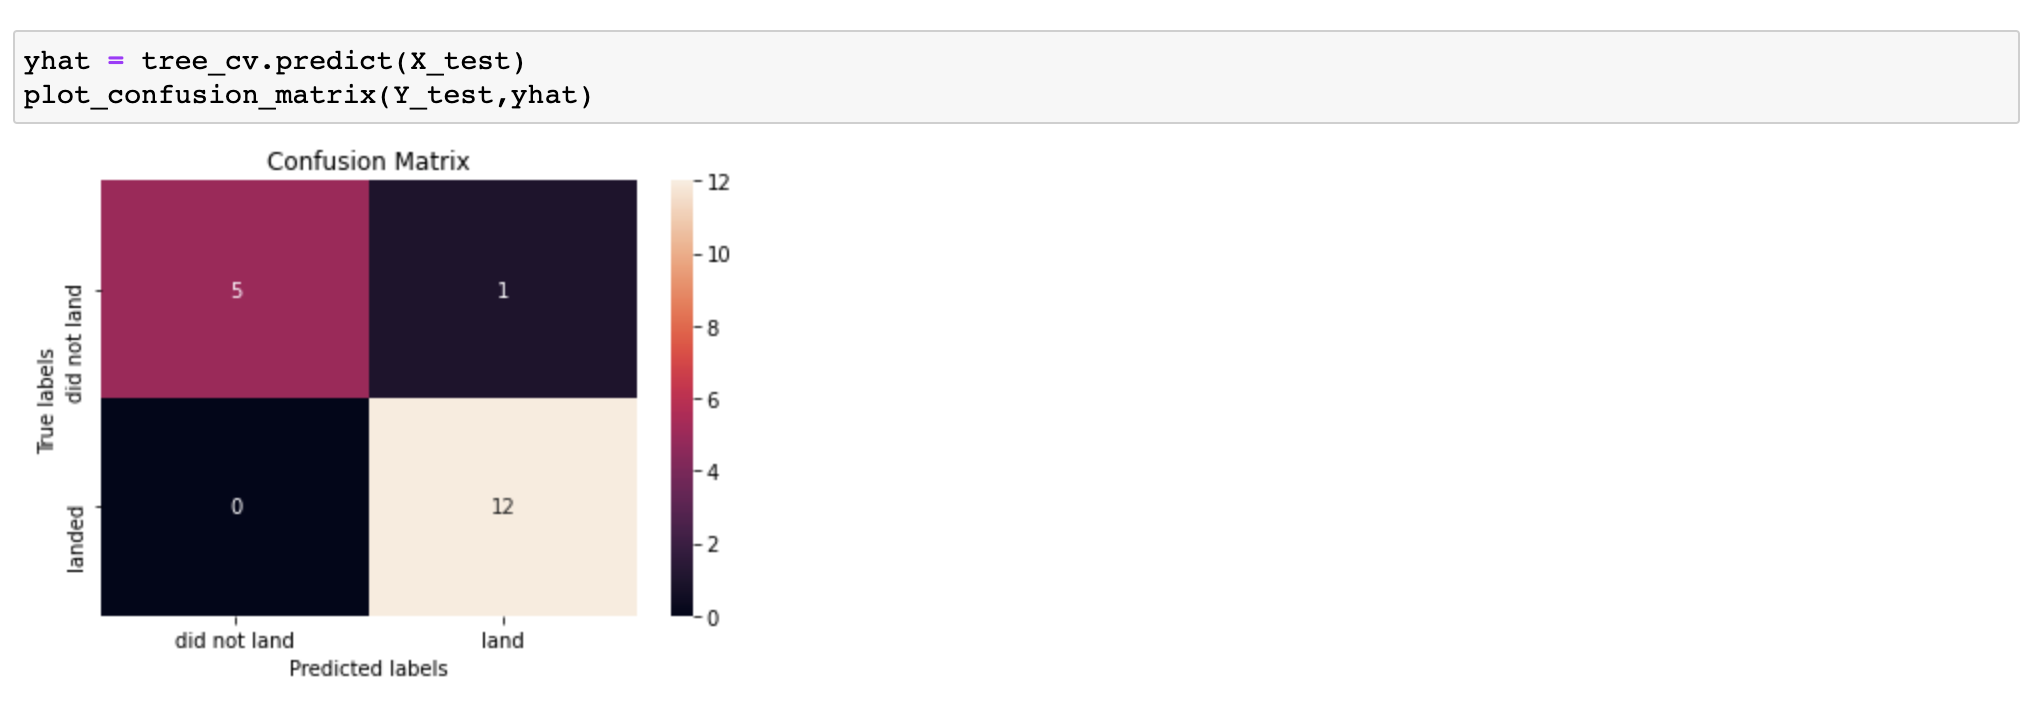 yhat = tree_cv.predict(X_test)
plot_confusion_matrix(Y_test,yhat)
Confusion Matrix
12
10
8
6
4
2
0
True labels
did not land
landed
5
1
0
12
did not land
land
Predicted labels